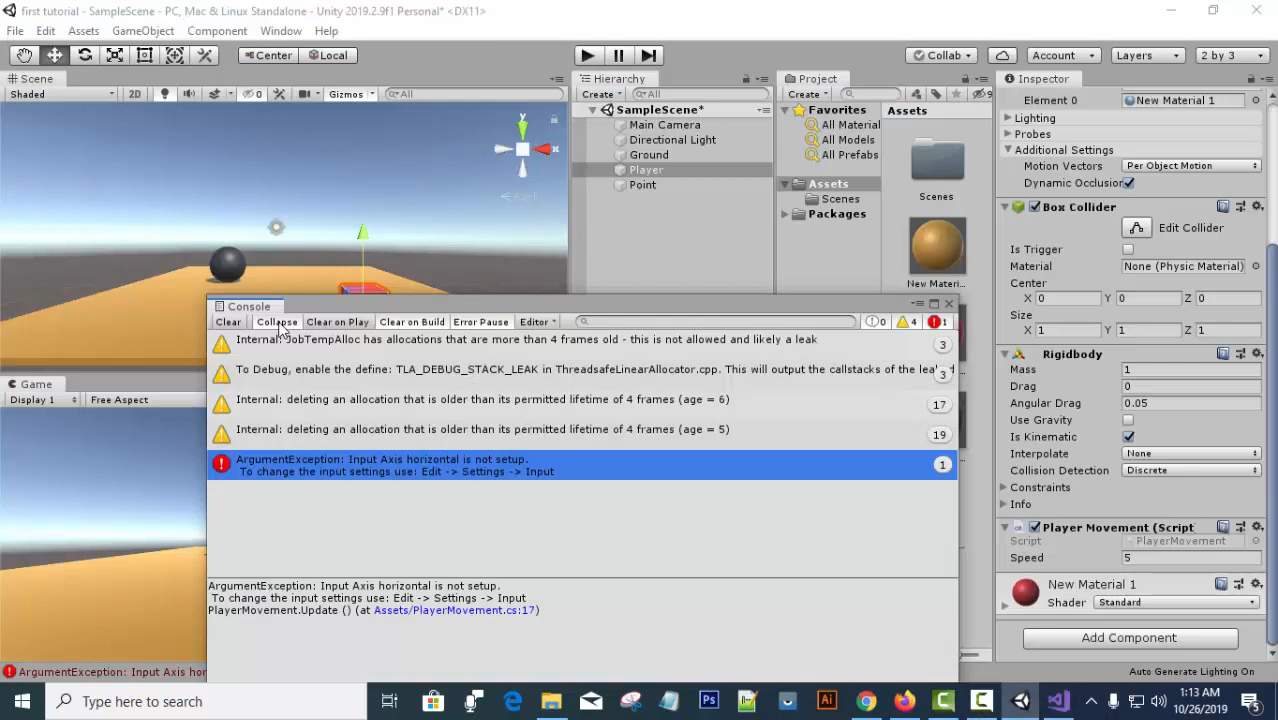 first tutorial - SampleScene - PC, Mac & Linux Standalone - Unity 2019.2.9f1 Personal* <DX11>
File Edit Assets GameObject Component Window Help
Center Local Collab Account Layers 2 by 3
Scene
Shaded 2D 0 Gizmos All
y
x
Back
Game
Display 1 Free Aspect
Hierarchy
Create All
SampleScene*
Main Camera
Directional Light
Ground
Player
Point
Project
Create 9
Favorites
All Material
All Models
All Prefabs
Assets
Scenes
Packages
Assets
Scenes
New Materi...
Inspector
Element 0 New Material 1
Lighting
Probes
Additional Settings
Motion Vectors Per Object Motion
Dynamic Occlusion
Box Collider
Edit Collider
Is Trigger
Material None (Physic Material)
Center
X 0 Y 0 Z 0
Size
X 1 Y 1 Z 1
Rigidbody
Mass 1
Drag 0
Angular Drag 0.05
Use Gravity
Is Kinematic
Interpolate None
Collision Detection Discrete
Constraints
Info
Player Movement (Script
Script PlayerMovement
Speed 5
New Material 1
Shader Standard
Add Component
Console
Clear Collapse Clear on Play Clear on Build Error Pause Editor 0 4 1
Internal: JobTempAlloc has allocations that are more than 4 frames old - this is not allowed and likely a leak 3
To Debug, enable the define: TLA_DEBUG_STACK_LEAK in ThreadsafeLinearAllocator.cpp. This will output the callstacks of the lea 3
Internal: deleting an allocation that is older than its permitted lifetime of 4 frames (age = 6) 17
Internal: deleting an allocation that is older than its permitted lifetime of 4 frames (age = 5) 19
ArgumentException: Input Axis horizontal is not setup. 1
To change the input settings use: Edit -> Settings -> Input
ArgumentException: Input Axis horizontal is not setup.
To change the input settings use: Edit -> Settings -> Input
PlayerMovement.Update () (at Assets/PlayerMovement.cs:17)
ArgumentException: Input Axis hor
Auto Generate Lighting On
Type here to search
Ps Ai
1:13 AM
10/26/2019
5